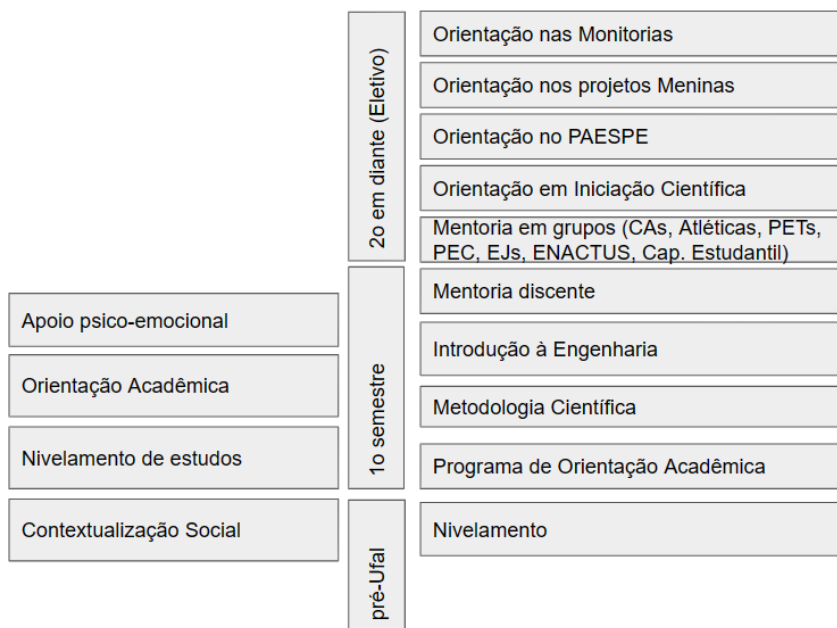 Orientação nas Monitorias
Orientação nos projetos Meninas
Orientação no PAESPE
Orientação em Iniciação Científica
Mentoria em grupos (CAs, Atléticas, PETs,
PEC, EJs, ENACTUS, Cap. Estudantil)
2o em diante (Eletivo)
Mentoria discente
Introdução à Engenharia
Metodologia Científica
Programa de Orientação Acadêmica
1o semestre
Apoio psico-emocional
Orientação Acadêmica
Nivelamento de estudos
Contextualização Social
pré-Ufal
Nivelamento